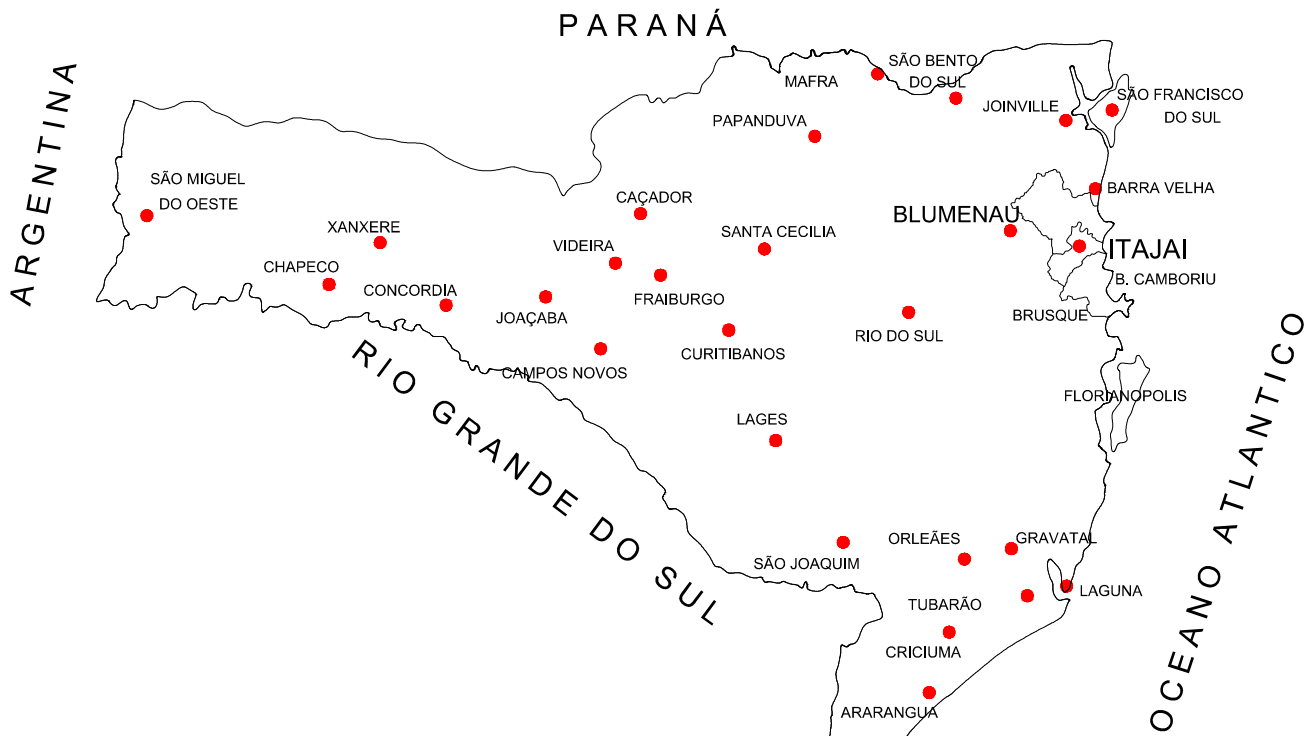 PARANÁ
ARGENTINA
SÃO BENTO
DO SUL
MAFRA
SÃO FRANCISCO
DO SUL
JOINVILLE
PAPANDUVA
SÃO MIGUEL
DO OESTE
BARRA VELHA
CAÇADOR
BLUMENAU
XANXERE
SANTA CECILIA
VIDEIRA
ITAJAI
CHAPECO
B. CAMBORIU
CONCORDIA
FRAIBURGO
JOAÇABA
BRUSQUE
RIO DO SUL
CURITIBANOS
CAMPOS NOVOS
FLORIANOPOLIS
RIO GRANDE DO SUL
OCEANO ATLANTICO
LAGES
ORLEÃES
GRAVATAL
SÃO JOAQUIM
LAGUNA
TUBARÃO
CRICIUMA
ARARANGUA